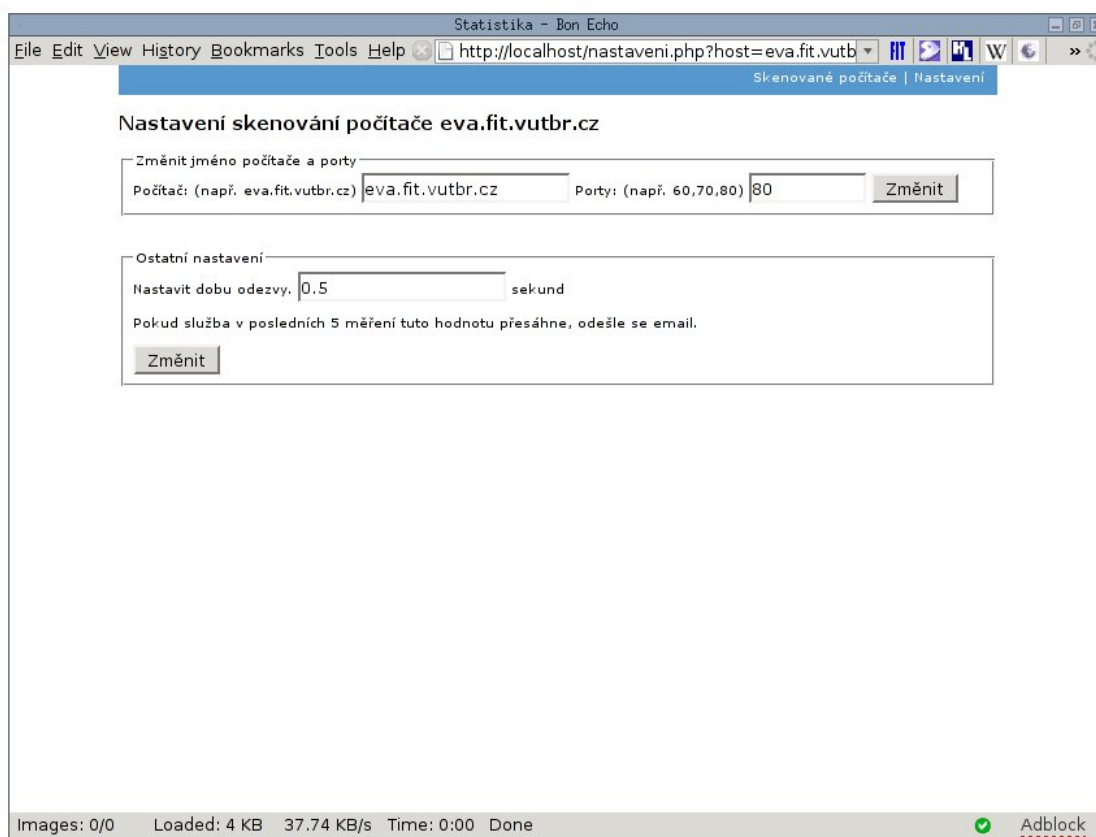 Statistika - Bon Echo
File Edit View History Bookmarks Tools Help http://localhost/nastaveni.php?host=eva.fit.vutb FIT W »
Skenované počítače | Nastavení
Nastavení skenování počítače eva.fit.vutbr.cz
Změnit jméno počítače a porty
Počítač: (např. eva.fit.vutbr.cz) eva.fit.vutbr.cz Porty: (např. 60,70,80) 80 Změnit
Ostatní nastavení
Nastavit dobu odezvy. 0.5 sekund
Pokud služba v posledních 5 měření tuto hodnotu přesáhne, odešle se email.
Změnit
Images: 0/0 Loaded: 4 KB 37.74 KB/s Time: 0:00 Done Adblock